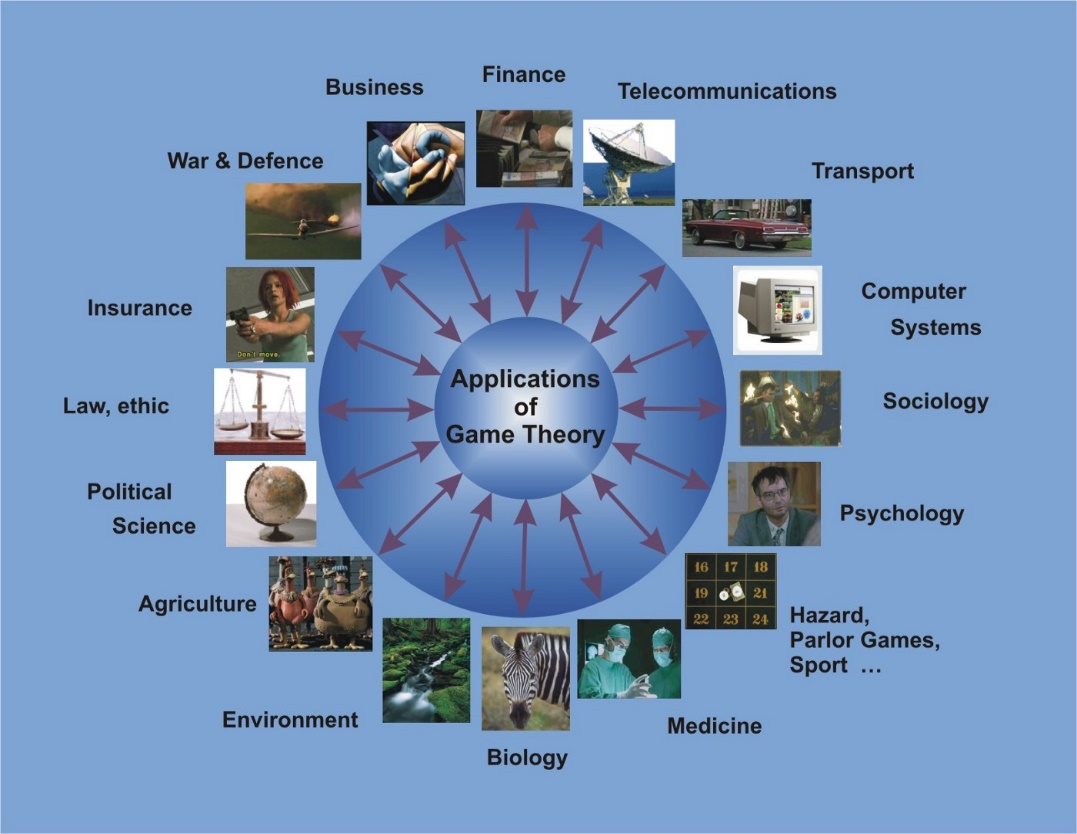 Finance
Business
Telecommunications
War & Defence
Transport
Insurance
Computer
Systems
Don't move.
Applications
of
Game Theory
Law, ethic
Sociology
Political
Science
Psychology
Agriculture
16 17 18
19 21
22 23 24
Hazard,
Parlor Games,
Sport ...
Environment
Medicine
Biology